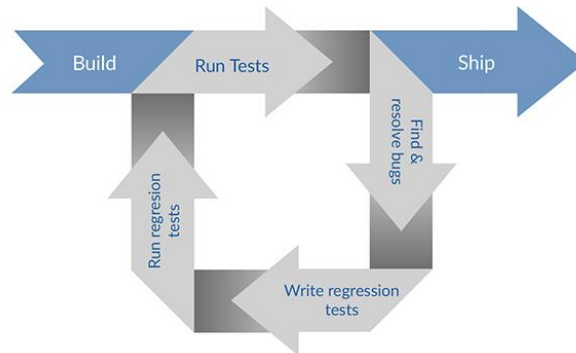 Build
Run Tests
Ship
Find &
resolve bugs
Write regression
tests
Run regresion
tests